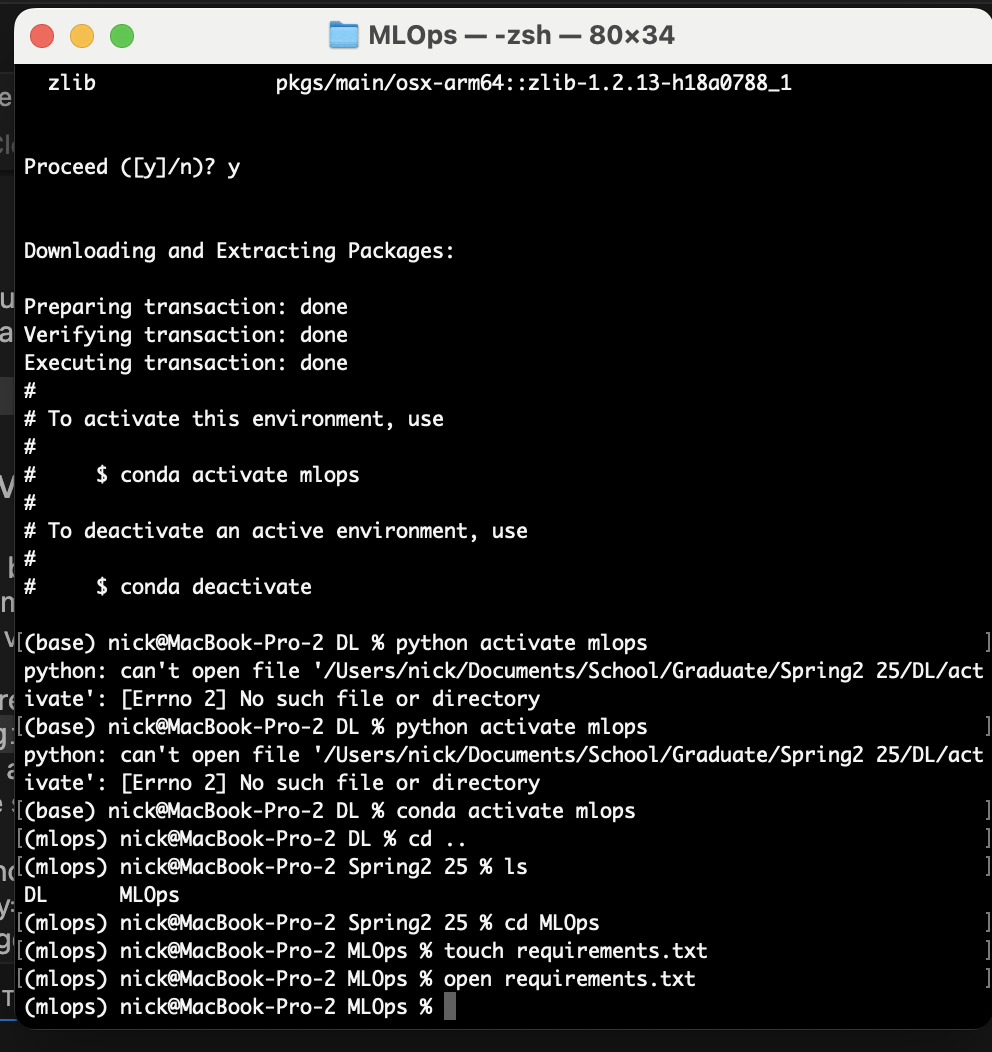 MLOps — -zsh — 80×34
zlib pkgs/main/osx-arm64::zlib-1.2.13-h18a0788_1
Proceed ([y]/n)? y
Downloading and Extracting Packages:
Preparing transaction: done
Verifying transaction: done
Executing transaction: done
#
# To activate this environment, use
#
# $ conda activate mlops
#
# To deactivate an active environment, use
#
# $ conda deactivate
[(base) nick@MacBook-Pro-2 DL % python activate mlops ]
python: can't open file '/Users/nick/Documents/School/Graduate/Spring2 25/DL/act
ivate': [Errno 2] No such file or directory
[(base) nick@MacBook-Pro-2 DL % python activate mlops ]
python: can't open file '/Users/nick/Documents/School/Graduate/Spring2 25/DL/act
ivate': [Errno 2] No such file or directory
[(base) nick@MacBook-Pro-2 DL % conda activate mlops ]
[(mlops) nick@MacBook-Pro-2 DL % cd .. ]
[(mlops) nick@MacBook-Pro-2 Spring2 25 % ls ]
DL MLOps
[(mlops) nick@MacBook-Pro-2 Spring2 25 % cd MLOps ]
[(mlops) nick@MacBook-Pro-2 MLOps % touch requirements.txt ]
[(mlops) nick@MacBook-Pro-2 MLOps % open requirements.txt ]
(mlops) nick@MacBook-Pro-2 MLOps %